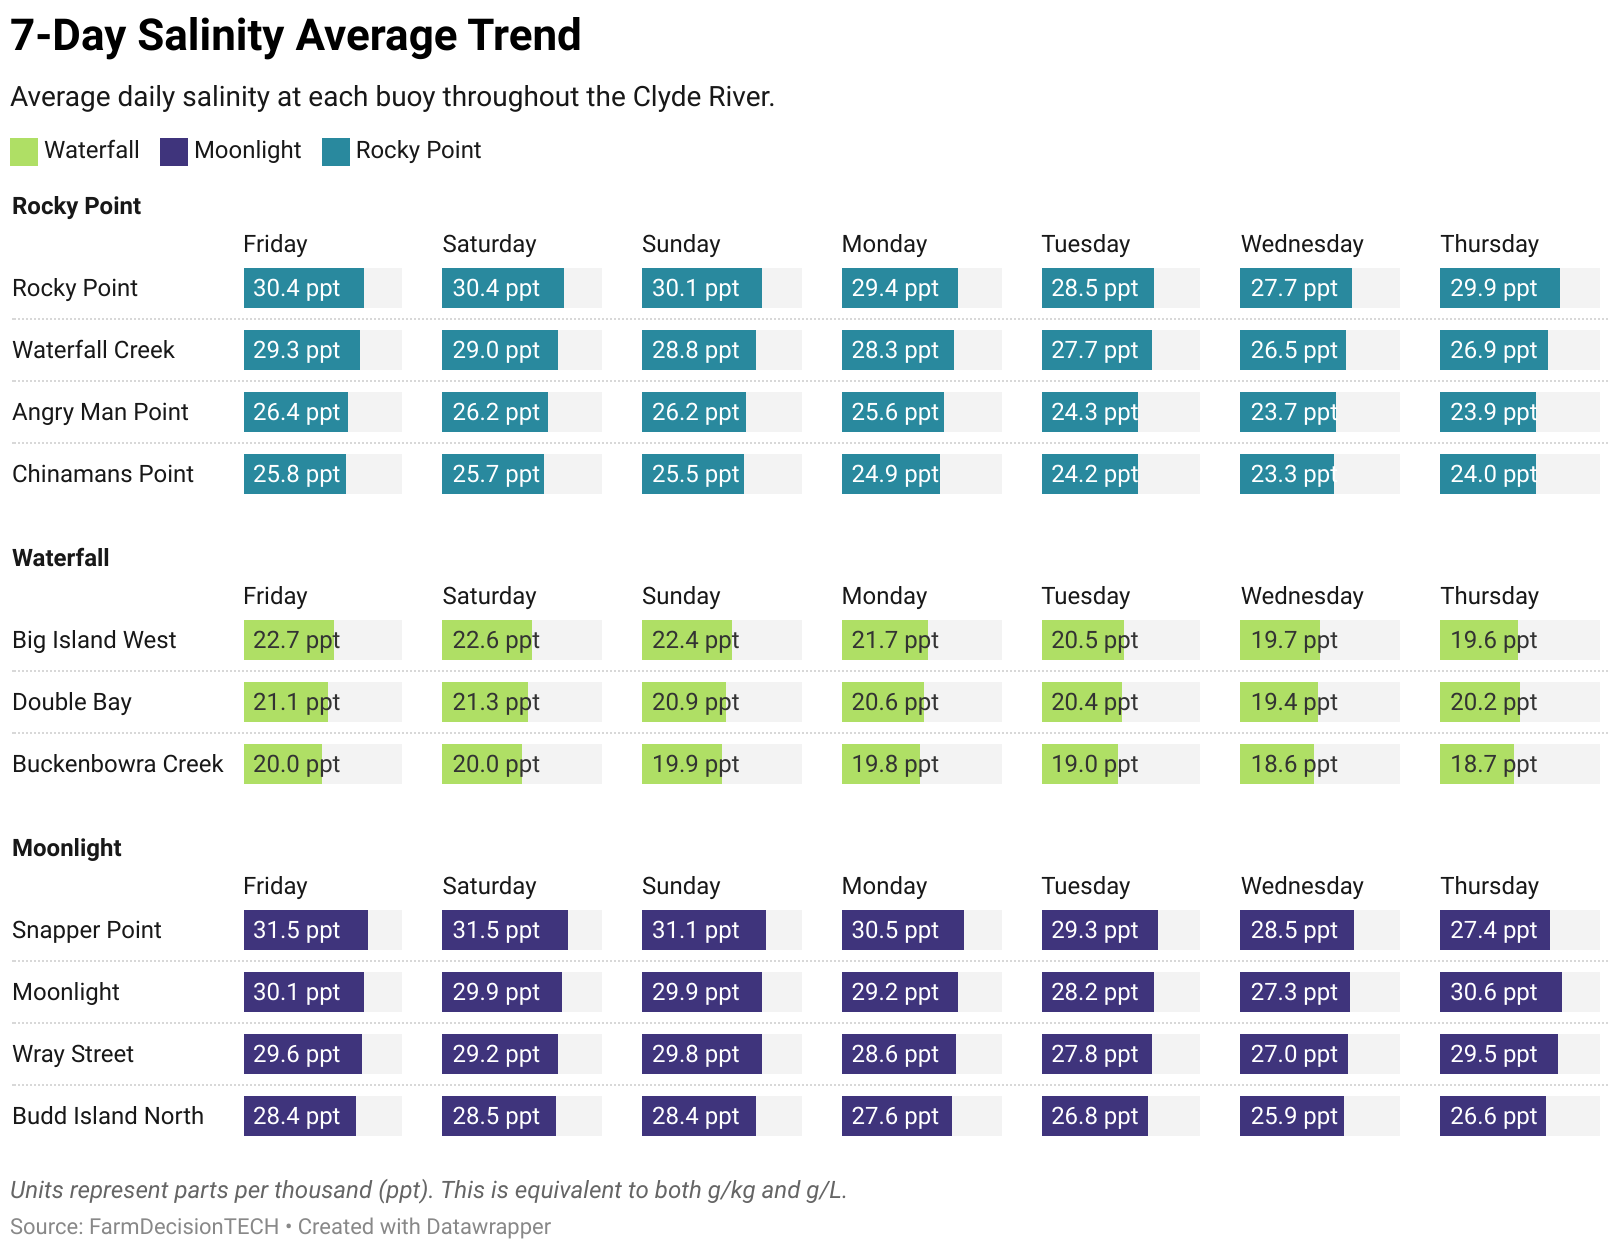 7-Day Salinity Average Trend
Average daily salinity at each buoy throughout the Clyde River.
Waterfall Moonlight Rocky Point
Rocky Point
Friday Saturday Sunday Monday Tuesday Wednesday Thursday
Rocky Point 30.4 ppt 30.4 ppt 30.1 ppt 29.4 ppt 28.5 ppt 27.7 ppt 29.9 ppt
Waterfall Creek 29.3 ppt 29.0 ppt 28.8 ppt 28.3 ppt 27.7 ppt 26.5 ppt 26.9 ppt
Angry Man Point 26.4 ppt 26.2 ppt 26.2 ppt 25.6 ppt 24.3 ppt 23.7 ppt 23.9 ppt
Chinamans Point 25.8 ppt 25.7 ppt 25.5 ppt 24.9 ppt 24.2 ppt 23.3 ppt 24.0 ppt
Waterfall
Friday Saturday Sunday Monday Tuesday Wednesday Thursday
Big Island West 22.7 ppt 22.6 ppt 22.4 ppt 21.7 ppt 20.5 ppt 19.7 ppt 19.6 ppt
Double Bay 21.1 ppt 21.3 ppt 20.9 ppt 20.6 ppt 20.4 ppt 19.4 ppt 20.2 ppt
Buckenbowra Creek 20.0 ppt 20.0 ppt 19.9 ppt 19.8 ppt 19.0 ppt 18.6 ppt 18.7 ppt
Moonlight
Friday Saturday Sunday Monday Tuesday Wednesday Thursday
Snapper Point 31.5 ppt 31.5 ppt 31.1 ppt 30.5 ppt 29.3 ppt 28.5 ppt 27.4 ppt
Moonlight 30.1 ppt 29.9 ppt 29.9 ppt 29.2 ppt 28.2 ppt 27.3 ppt 30.6 ppt
Wray Street 29.6 ppt 29.2 ppt 29.8 ppt 28.6 ppt 27.8 ppt 27.0 ppt 29.5 ppt
Budd Island North 28.4 ppt 28.5 ppt 28.4 ppt 27.6 ppt 26.8 ppt 25.9 ppt 26.6 ppt
Units represent parts per thousand (ppt). This is equivalent to both g/kg and g/L.
Source: FarmDecisionTECH • Created with Datawrapper